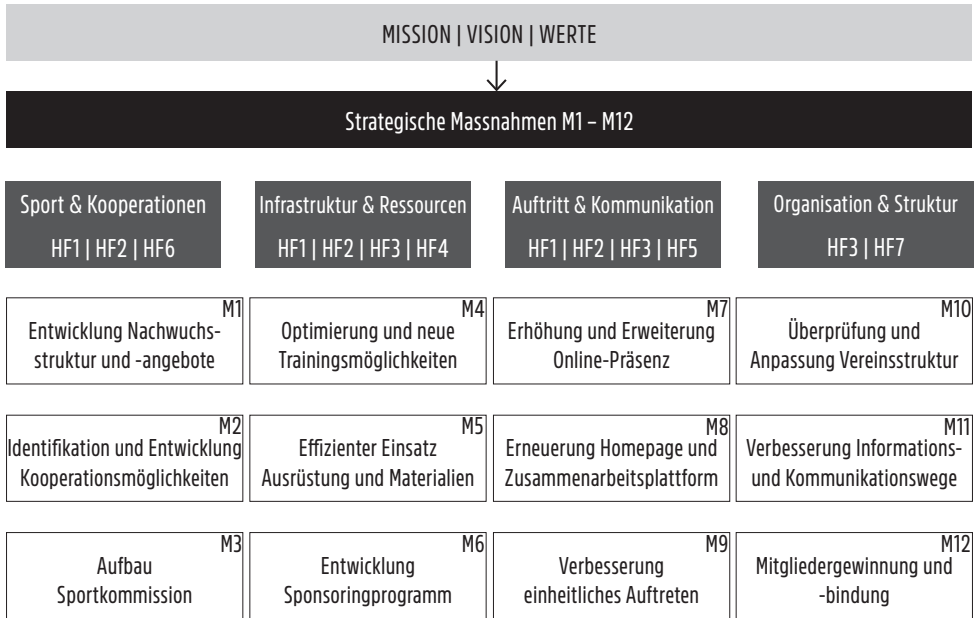 MISSION | VISION | WERTE
Strategische Massnahmen M1 – M12
Sport & Kooperationen
HF1 | HF2 | HF6
Infrastruktur & Ressourcen
HF1 | HF2 | HF3 | HF4
Auftritt & Kommunikation
HF1 | HF2 | HF3 | HF5
Organisation & Struktur
HF3 | HF7
M1
Entwicklung Nachwuchs-
struktur und -angebote
M4
Optimierung und neue
Trainingsmöglichkeiten
M7
Erhöhung und Erweiterung
Online-Präsenz
M10
Überprüfung und
Anpassung Vereinsstruktur
M2
Identifikation und Entwicklung
Kooperationsmöglichkeiten
M5
Effizienter Einsatz
Ausrüstung und Materialien
M8
Erneuerung Homepage und
Zusammenarbeitsplattform
M11
Verbesserung Informations-
und Kommunikationswege
M3
Aufbau
Sportkommission
M6
Entwicklung
Sponsoringprogramm
M9
Verbesserung
einheitliches Auftreten
M12
Mitgliedergewinnung und
-bindung